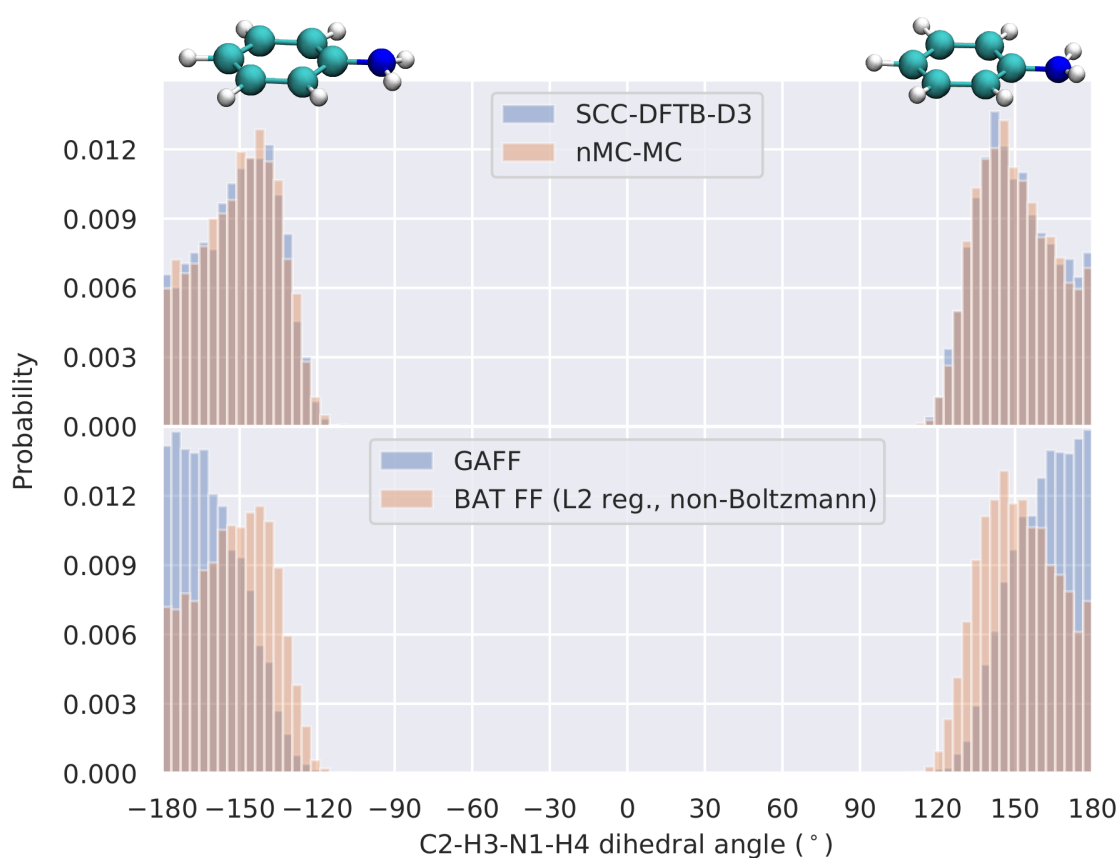 SCC-DFTB-D3
nMC-MC
0.012
0.009
0.006
0.003
0.000
Probability
GAFF
BAT FF (L2 reg., non-Boltzmann)
0.012
0.009
0.006
0.003
0.000
−180 −150 −120 −90 −60 −30 0 30 60 90 120 150 180
C2-H3-N1-H4 dihedral angle (°)